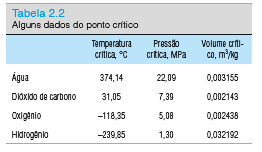 Tabela 2.2
Alguns dados do ponto crítico
Temperatura crítica, °C Pressão crítica, MPa Volume críti-co, m³/kg
Água 374,14 22,09 0,003155
Dióxido de carbono 31,05 7,39 0,002143
Oxigênio –118,35 5,08 0,002438
Hidrogênio –239,85 1,30 0,032192